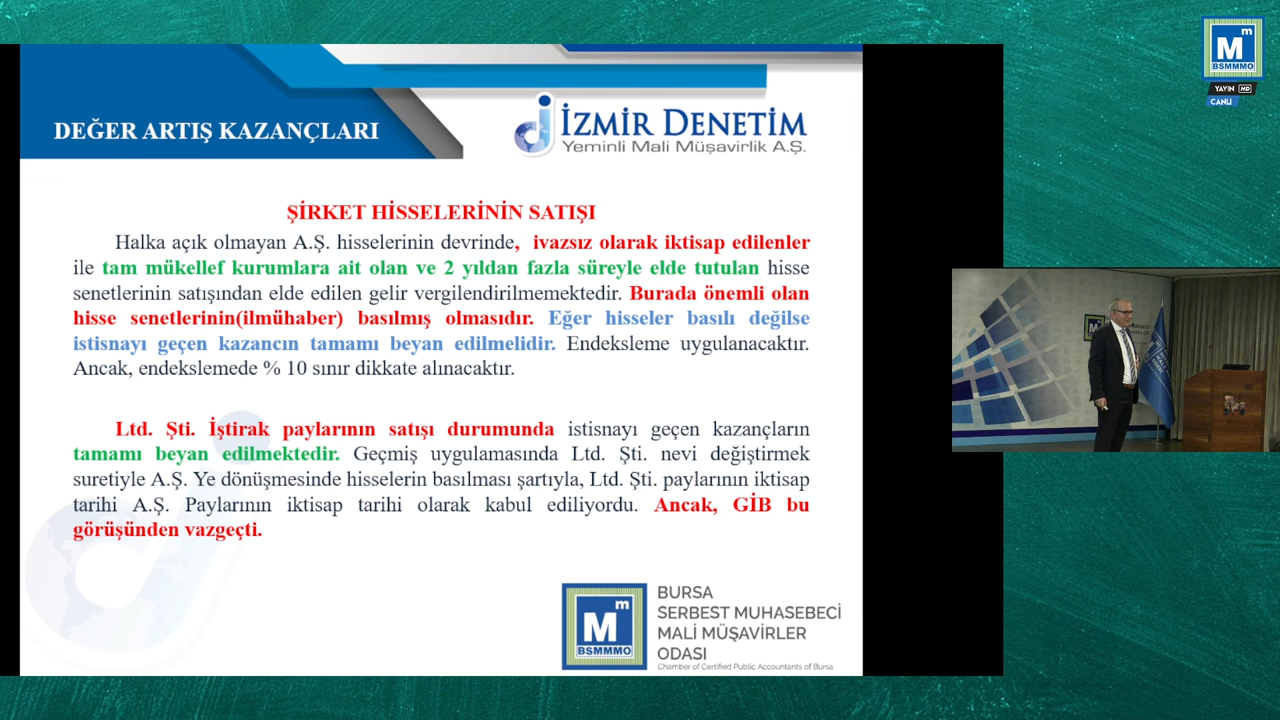 DEĞER ARTIŞ KAZANÇLARI
İZMİR DENETİM
Yeminli Mali Müşavirlik A.Ş.
ŞİRKET HİSSELERİNİN SATIŞI
Halka açık olmayan A.Ş. hisselerinin devrinde, ivazsız olarak iktisap edilenler
ile tam mükellef kurumlara ait olan ve 2 yıldan fazla süreyle elde tutulan hisse
senetlerinin satışından elde edilen gelir vergilendirilmemektedir. Burada önemli olan
hisse senetlerinin(ilmühaber) basılmış olmasıdır. Eğer hisseler basılı değilse
istisnayı geçen kazancın tamamı beyan edilmelidir. Endeksleme uygulanacaktır.
Ancak, endekslemede % 10 sınır dikkate alınacaktır.
Ltd. Şti. İştirak paylarının satışı durumunda istisnayı geçen kazançların
tamamı beyan edilmektedir. Geçmiş uygulamasında Ltd. Şti. nevi değiştirmek
suretiyle A.Ş. Ye dönüşmesinde hisselerin basılması şartıyla, Ltd. Şti. paylarının iktisap
tarihi A.Ş. Paylarının iktisap tarihi olarak kabul ediliyordu. Ancak, GİB bu
görüşünden vazgeçti.
Mm
BSMMMO
BURSA
SERBEST MUHASEBECİ
MALİ MÜŞAVİRLER
ODASI
Chamber of Certified Public Accountants of Bursa
Mm
BSMMMO
YAYIN HD
CANLI